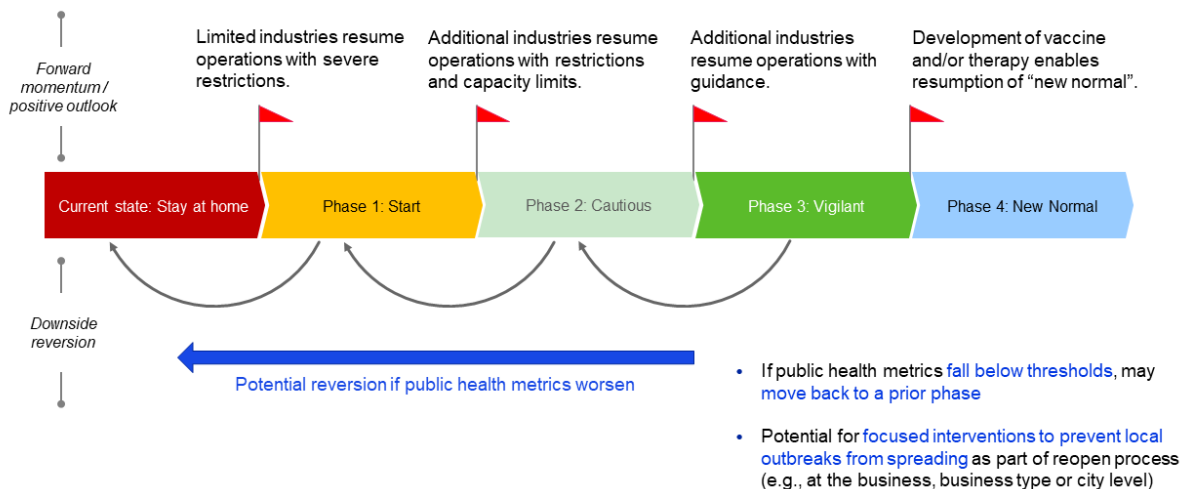 Forward
momentum /
positive outlook
Limited industries resume
operations with severe
restrictions.
Additional industries resume
operations with restrictions
and capacity limits.
Additional industries
resume operations with
guidance.
Development of vaccine
and/or therapy enables
resumption of “new normal”.
Current state: Stay at home
Phase 1: Start
Phase 2: Cautious
Phase 3: Vigilant
Phase 4: New Normal
Downside
reversion
Potential reversion if public health metrics worsen
• If public health metrics fall below thresholds, may
move back to a prior phase
• Potential for focused interventions to prevent local
outbreaks from spreading as part of reopen process
(e.g., at the business, business type or city level)